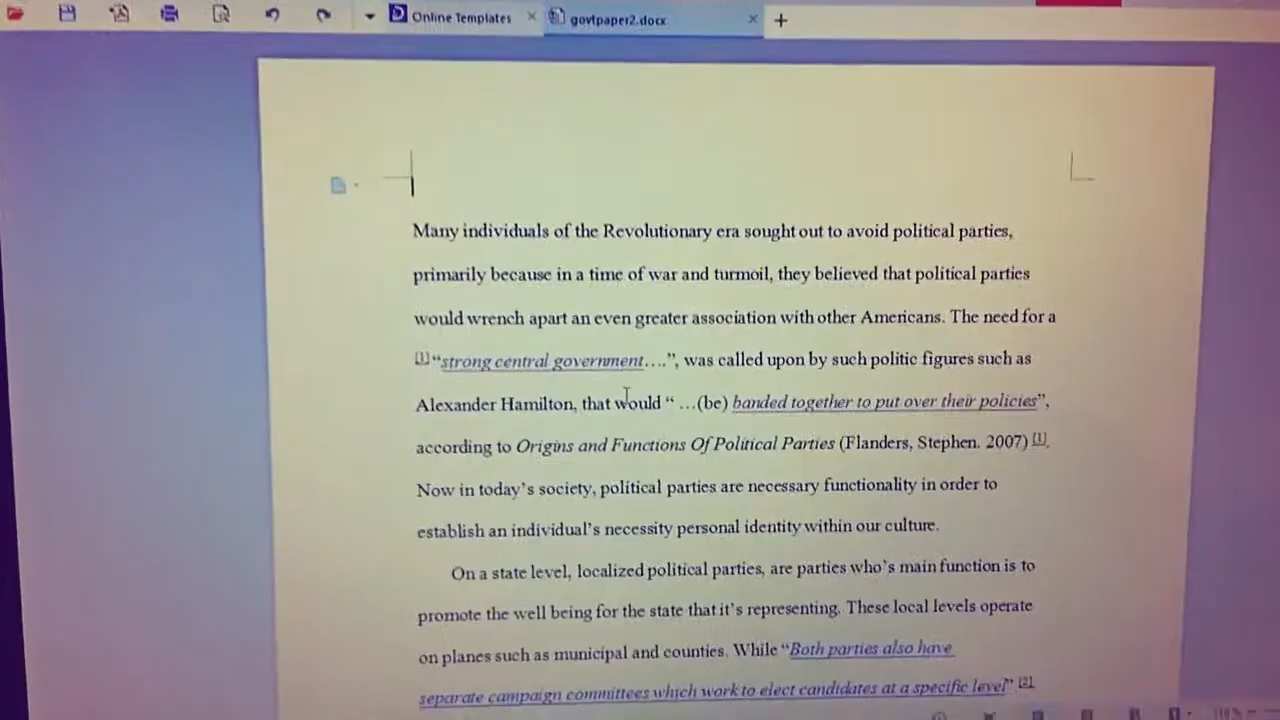 Online Templates
govtpaper2.docx
Many individuals of the Revolutionary era sought out to avoid political parties,
primarily because in a time of war and turmoil, they believed that political parties
would wrench apart an even greater association with other Americans. The need for a
[1]“strong central government….”, was called upon by such politic figures such as
Alexander Hamilton, that would “ …(be) banded together to put over their policies”,
according to Origins and Functions Of Political Parties (Flanders, Stephen. 2007) [1].
Now in today’s society, political parties are necessary functionality in order to
establish an individual’s necessity personal identity within our culture.
On a state level, localized political parties, are parties who’s main function is to
promote the well being for the state that it’s representing. These local levels operate
on planes such as municipal and counties. While “Both parties also have
separate campaign committees which work to elect candidates at a specific level” [2]